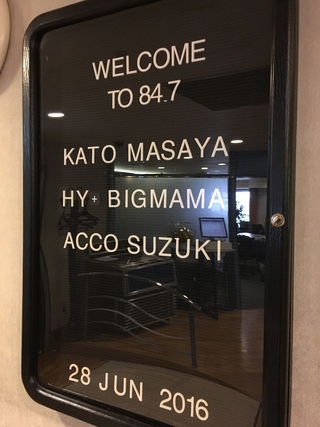 WELCOME
TO 84.7
KATO MASAYA
HY+ BIGMAMA
ACCO SUZUKI
28 JUN 2016